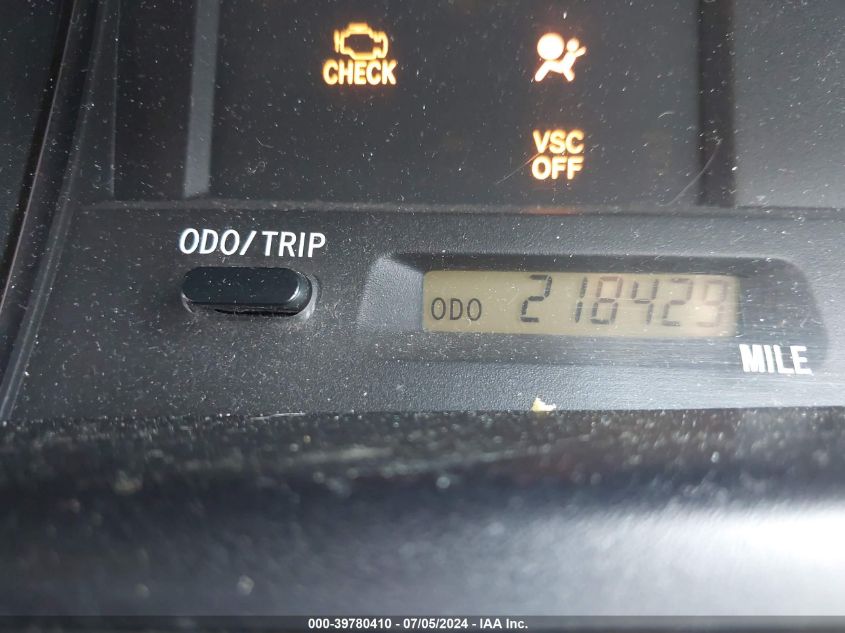 CHECK
VSC
OFF
ODO/TRIP
ODO 218429
MILE
000-39780410 - 07/05/2024 - IAA Inc.